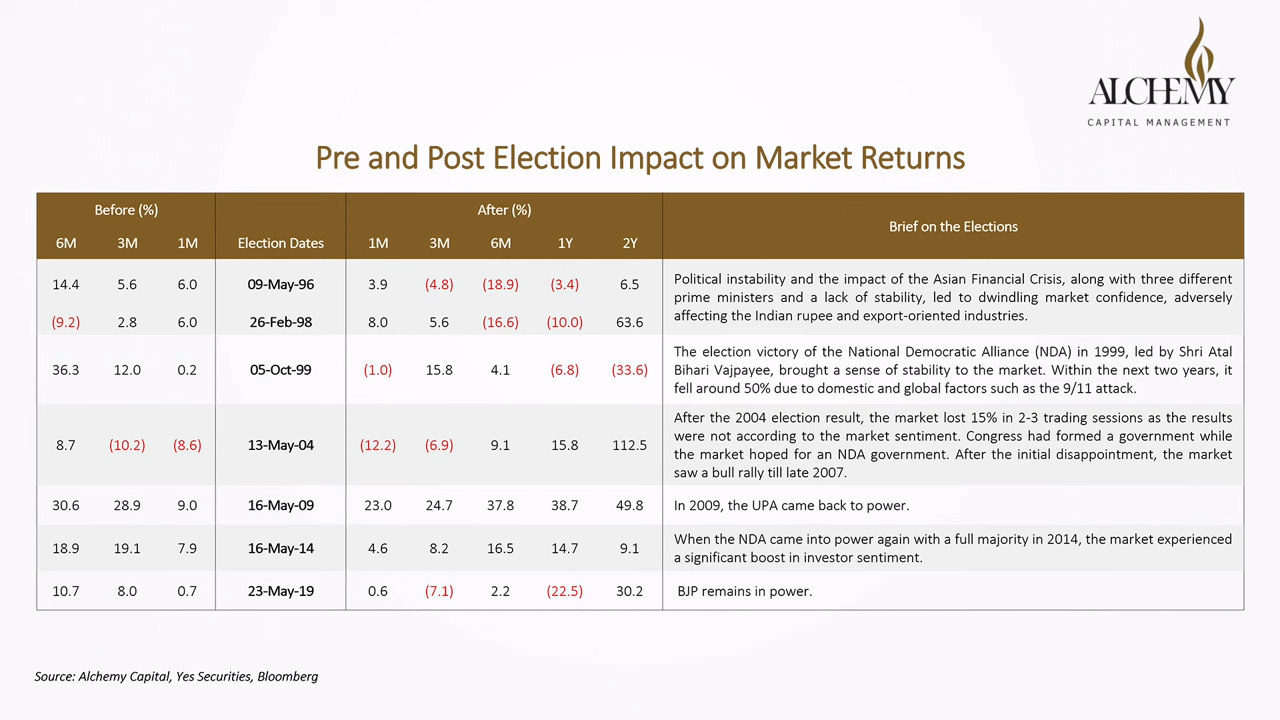 ALCHEMY
CAPITAL MANAGEMENT
Pre and Post Election Impact on Market Returns
Before (%) After (%) Brief on the Elections
6M 3M 1M Election Dates 1M 3M 6M 1Y 2Y
14.4 5.6 6.0 09-May-96 3.9 (4.8) (18.9) (3.4) 6.5
(9.2) 2.8 6.0 26-Feb-98 8.0 5.6 (16.6) (10.0) 63.6
Political instability and the impact of the Asian Financial Crisis, along with three different
prime ministers and a lack of stability, led to dwindling market confidence, adversely
affecting the Indian rupee and export-oriented industries.
36.3 12.0 0.2 05-Oct-99 (1.0) 15.8 4.1 (6.8) (33.6)
The election victory of the National Democratic Alliance (NDA) in 1999, led by Shri Atal
Bihari Vajpayee, brought a sense of stability to the market. Within the next two years, it
fell around 50% due to domestic and global factors such as the 9/11 attack.
8.7 (10.2) (8.6) 13-May-04 (12.2) (6.9) 9.1 15.8 112.5
After the 2004 election result, the market lost 15% in 2-3 trading sessions as the results
were not according to the market sentiment. Congress had formed a government while
the market hoped for an NDA government. After the initial disappointment, the market
saw a bull rally till late 2007.
30.6 28.9 9.0 16-May-09 23.0 24.7 37.8 38.7 49.8 In 2009, the UPA came back to power.
18.9 19.1 7.9 16-May-14 4.6 8.2 16.5 14.7 9.1
When the NDA came into power again with a full majority in 2014, the market experienced
a significant boost in investor sentiment.
10.7 8.0 0.7 23-May-19 0.6 (7.1) 2.2 (22.5) 30.2 BJP remains in power.
Source: Alchemy Capital, Yes Securities, Bloomberg